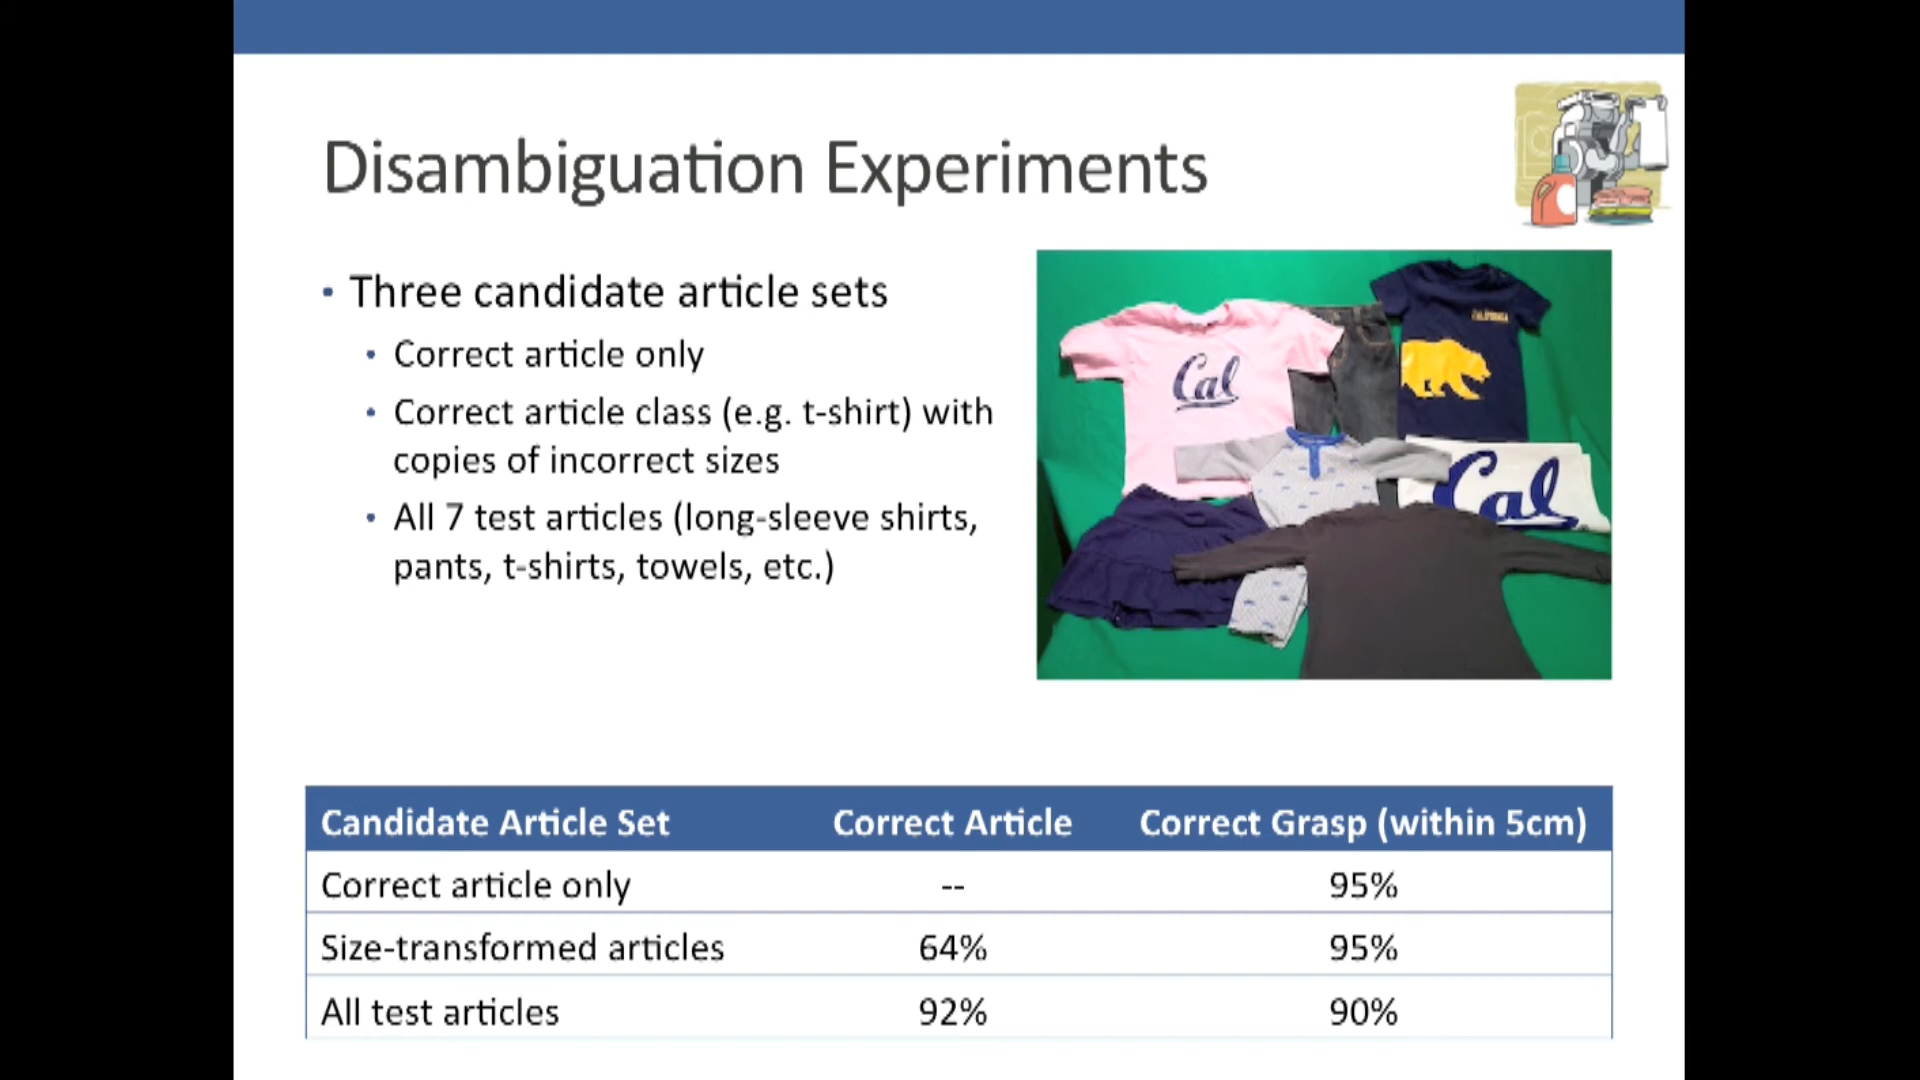 Disambiguation Experiments
• Three candidate article sets
• Correct article only
• Correct article class (e.g. t-shirt) with
copies of incorrect sizes
• All 7 test articles (long-sleeve shirts,
pants, t-shirts, towels, etc.)
Cal
CALIFORNIA
Cal
Candidate Article Set Correct Article Correct Grasp (within 5cm)
Correct article only -- 95%
Size-transformed articles 64% 95%
All test articles 92% 90%